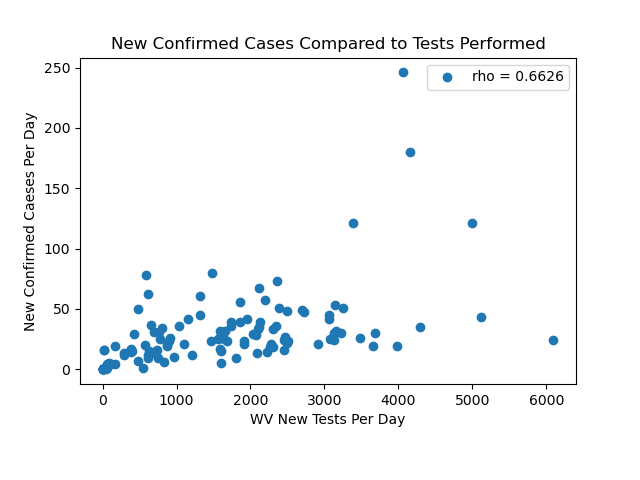 New Confirmed Cases Compared to Tests Performed
rho = 0.6626
New Confirmed Caeses Per Day
250
200
150
100
50
0
0 1000 2000 3000 4000 5000 6000
WV New Tests Per Day